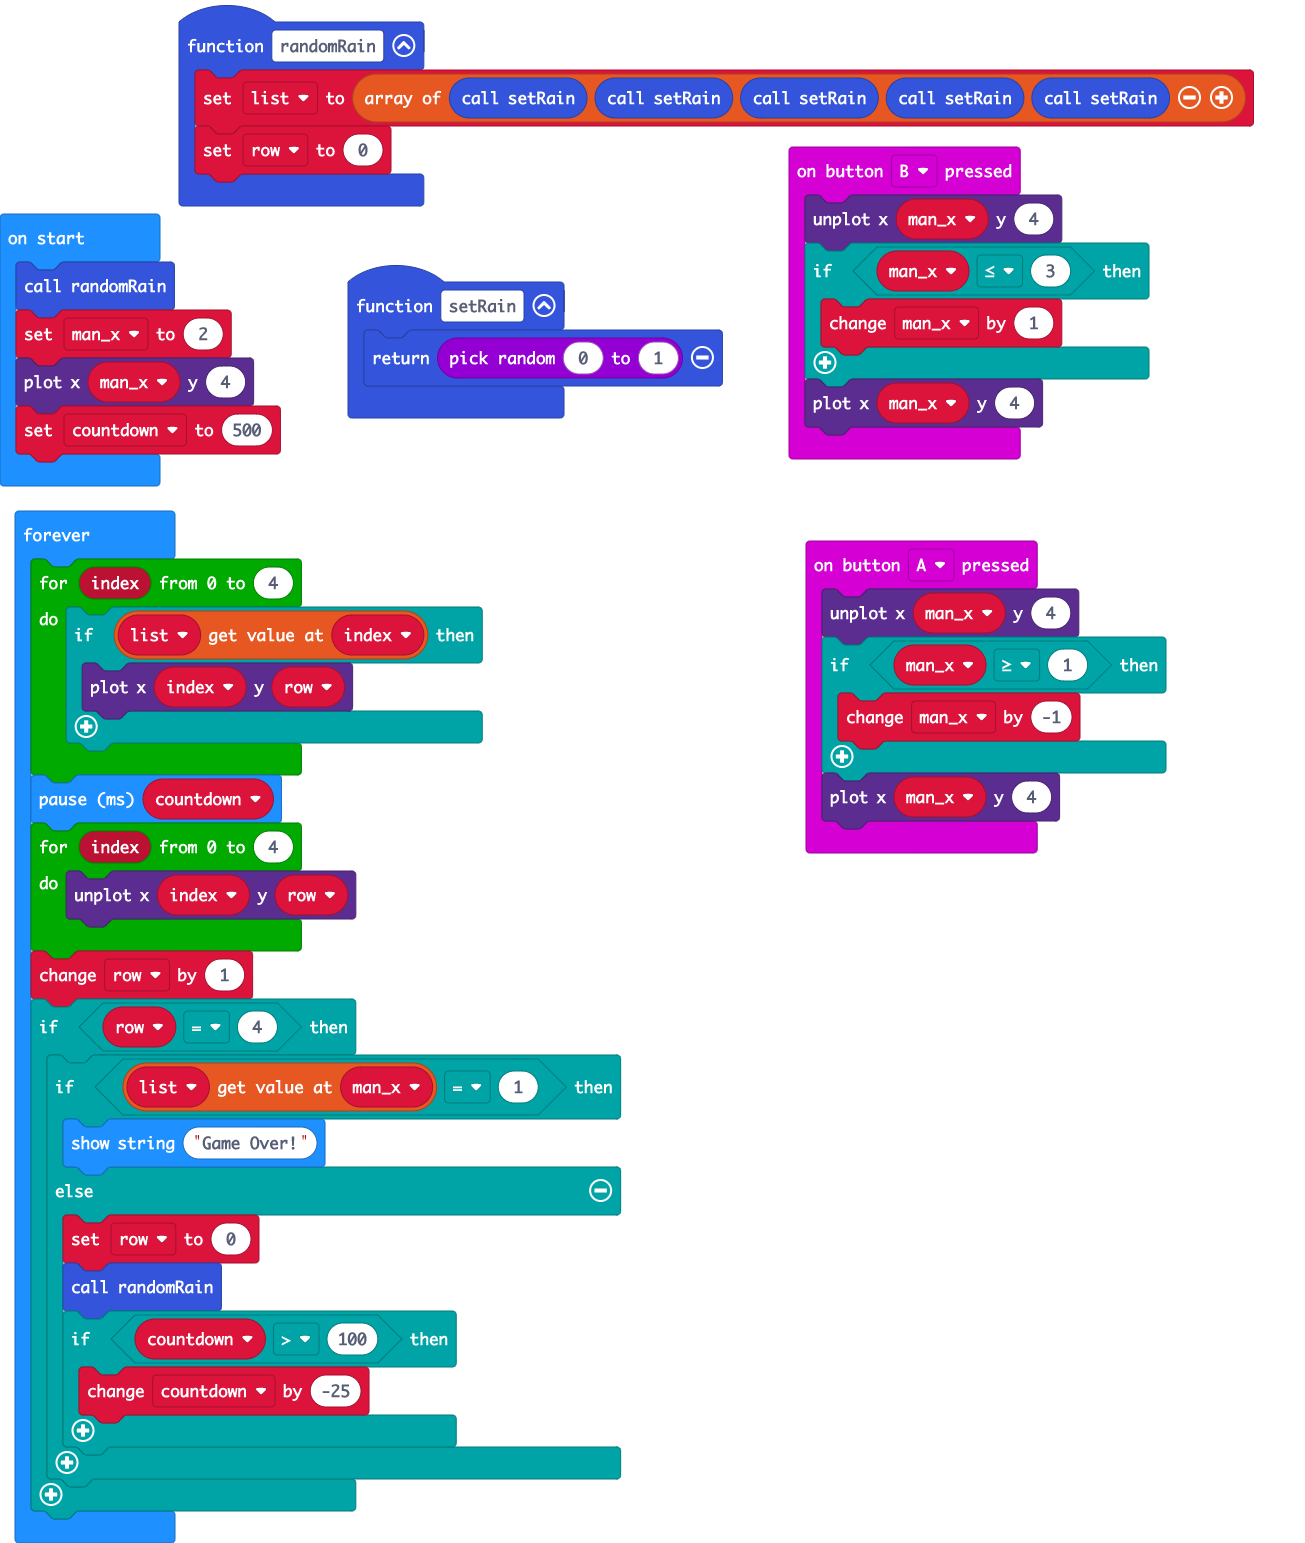 function randomRain
set list to array of call setRain call setRain call setRain call setRain call setRain
set row to 0
on start
call randomRain
set man_x to 2
plot x man_x y 4
set countdown to 500
function setRain
return pick random 0 to 1
on button B pressed
unplot x man_x y 4
if man_x ≤ 3 then
change man_x by 1
plot x man_x y 4
forever
for index from 0 to 4
do
if list get value at index then
plot x index y row
pause (ms) countdown
for index from 0 to 4
do
unplot x index y row
change row by 1
if row = 4 then
if list get value at man_x = 1 then
show string "Game Over!"
else
set row to 0
call randomRain
if countdown > 100 then
change countdown by -25
on button A pressed
unplot x man_x y 4
if man_x ≥ 1 then
change man_x by -1
plot x man_x y 4